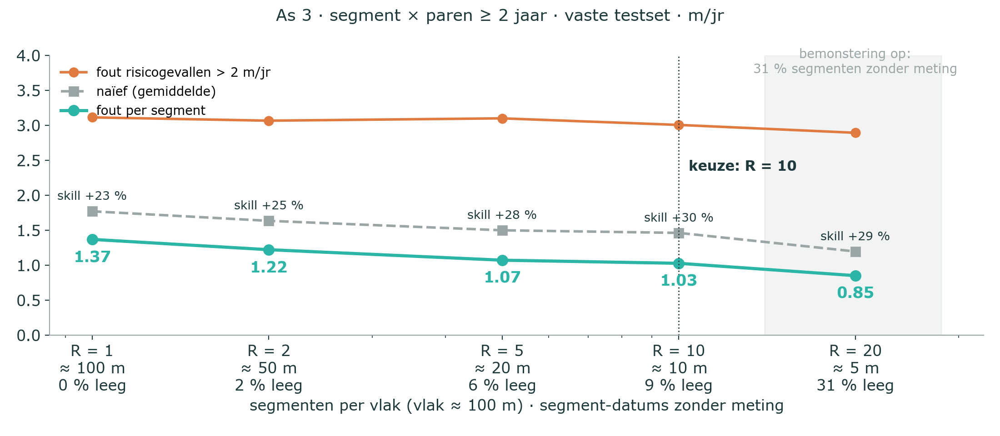 As 3 · segment × paren ≥ 2 jaar · vaste testset · m/jr
bemonstering op:
31 % segmenten zonder meting
fout risicogevallen > 2 m/jr
naïef (gemiddelde)
fout per segment
4.0
3.5
3.0
2.5
2.0
1.5
1.0
0.5
0.0
keuze: R = 10
skill +23 %
skill +25 %
skill +28 %
skill +30 %
skill +29 %
1.37
1.22
1.07
1.03
0.85
R = 1
≈ 100 m
0 % leeg
R = 2
≈ 50 m
2 % leeg
R = 5
≈ 20 m
6 % leeg
R = 10
≈ 10 m
9 % leeg
R = 20
≈ 5 m
31 % leeg
segmenten per vlak (vlak ≈ 100 m) · segment-datums zonder meting